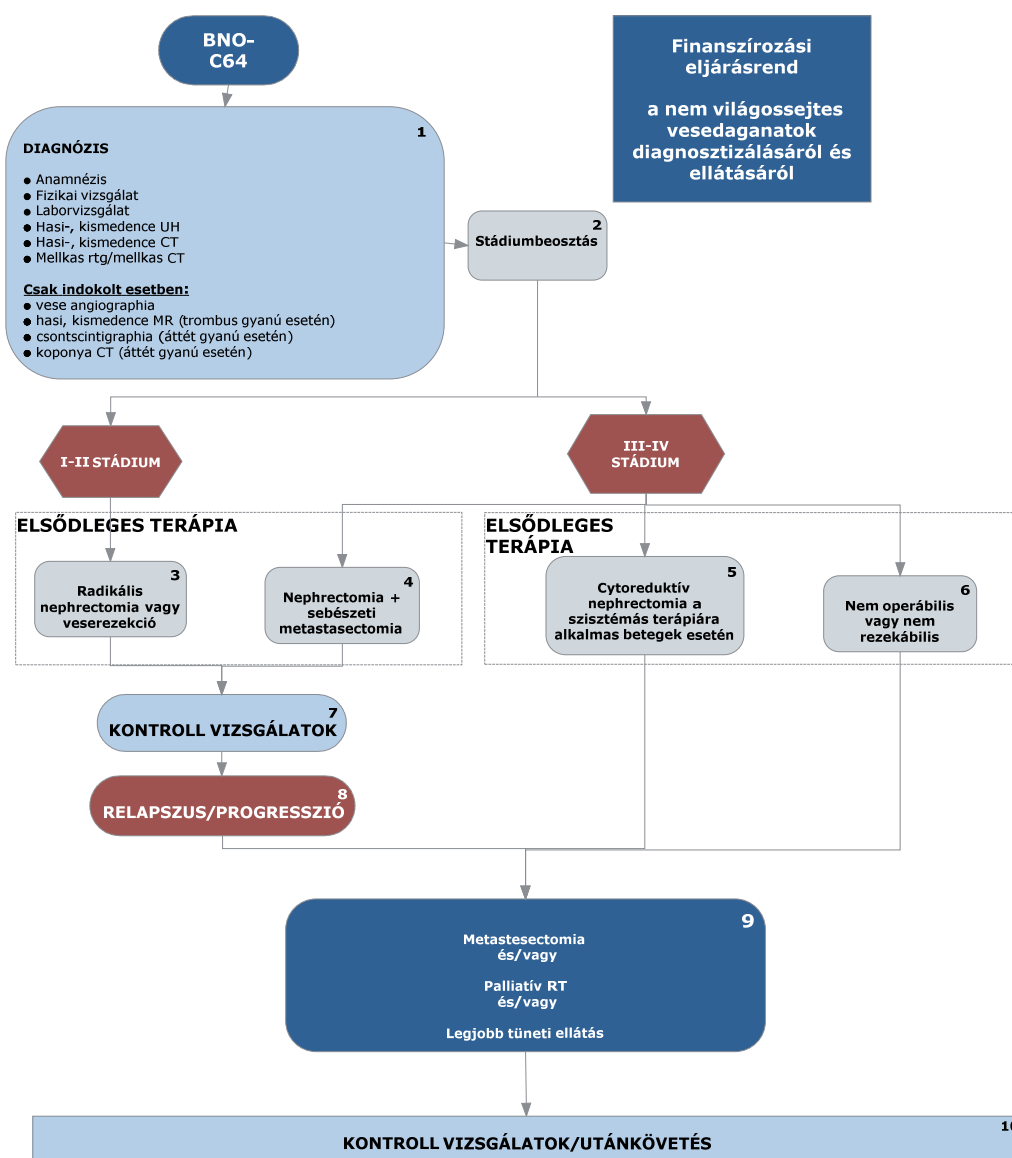 BNO-
C64
Finanszírozási
eljárásrend
a nem világossejtes
vesedaganatok
diagnosztizálásáról és
ellátásáról
1
DIAGNÓZIS
● Anamnézis
● Fizikai vizsgálat
● Laborvizsgálat
● Hasi-, kismedence UH
● Hasi-, kismedence CT
● Mellkas rtg/mellkas CT
Csak indokolt esetben:
● vese angiographia
● hasi, kismedence MR (trombus gyanú esetén)
● csontscintigraphia (áttét gyanú esetén)
● koponya CT (áttét gyanú esetén)
2
Stádiumbeosztás
I-II STÁDIUM
III-IV
STÁDIUM
ELSŐDLEGES TERÁPIA
3
Radikális
nephrectomia vagy
veserezekció
4
Nephrectomia +
sebészeti
metastasectomia
ELSŐDLEGES
TERÁPIA
5
Cytoreduktív
nephrectomia a
szisztémás terápiára
alkalmas betegek esetén
6
Nem operábilis
vagy nem
rezekábilis
7
KONTROLL VIZSGÁLATOK
8
RELAPSZUS/PROGRESSZIÓ
9
Metastesectomia
és/vagy
Palliatív RT
és/vagy
Legjobb tüneti ellátás
10
KONTROLL VIZSGÁLATOK/UTÁNKÖVETÉS